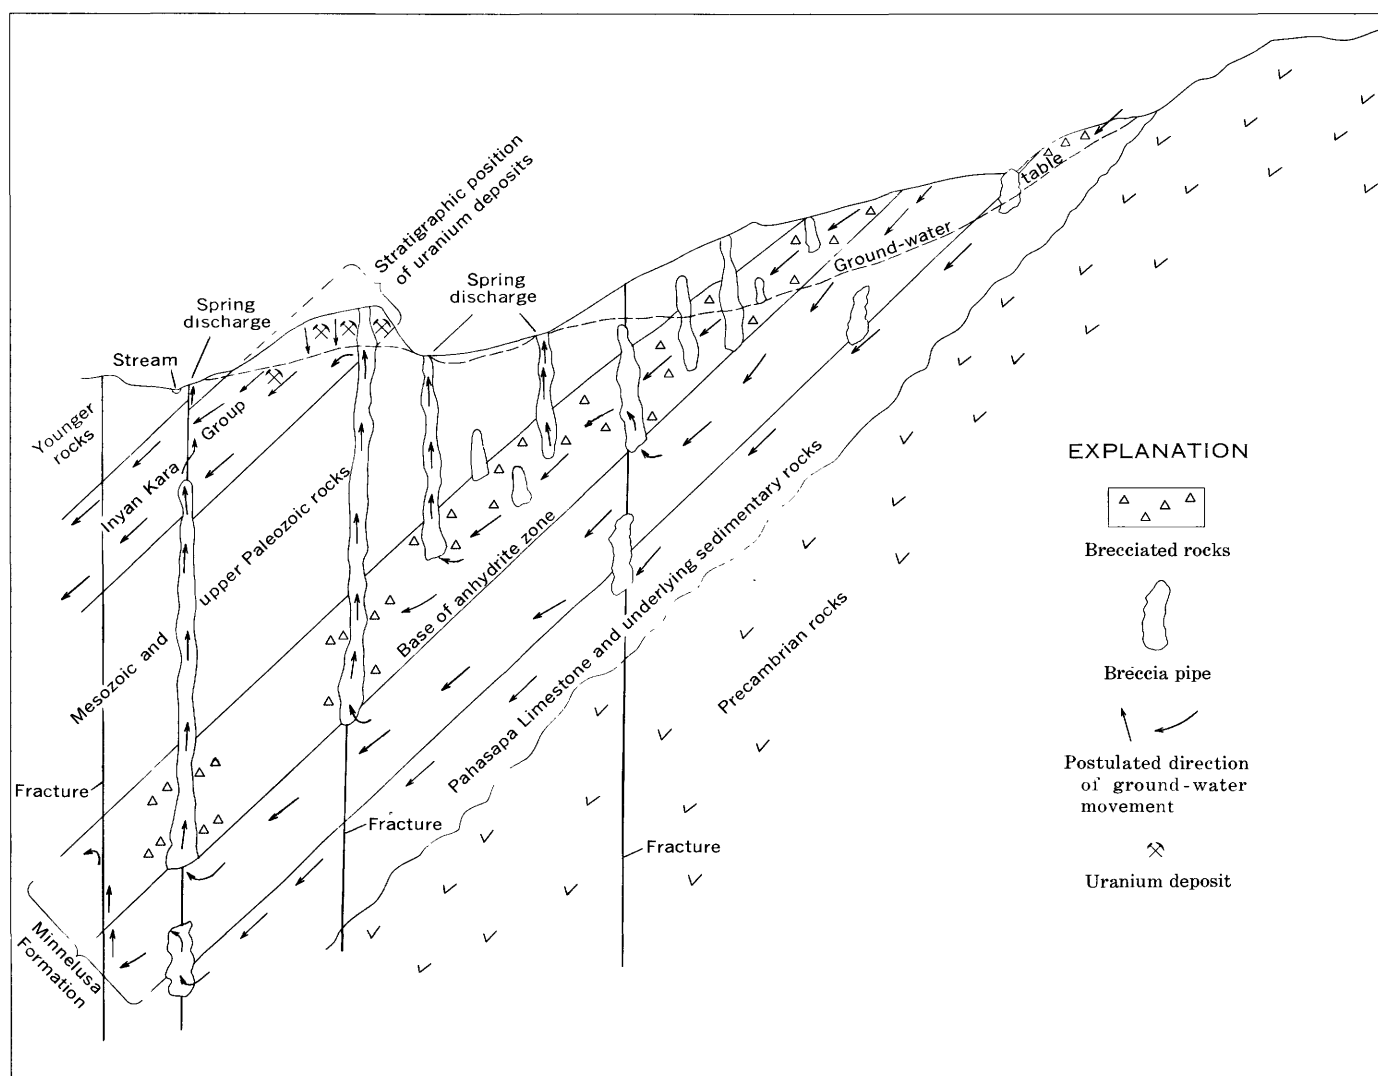 Stratigraphic position
of uranium deposits
Spring
discharge
Spring
discharge
Stream
Ground-water
table
Younger
rocks
Inyan Kara
Group
Mesozoic and
upper Paleozoic rocks
Base of anhydrite zone
Pahasapa Limestone and underlying sedimentary rocks
Precambrian rocks
Fracture
Fracture
Fracture
Minnelusa
Formation
EXPLANATION
Brecciated rocks
Breccia pipe
Postulated direction
of ground-water
movement
Uranium deposit